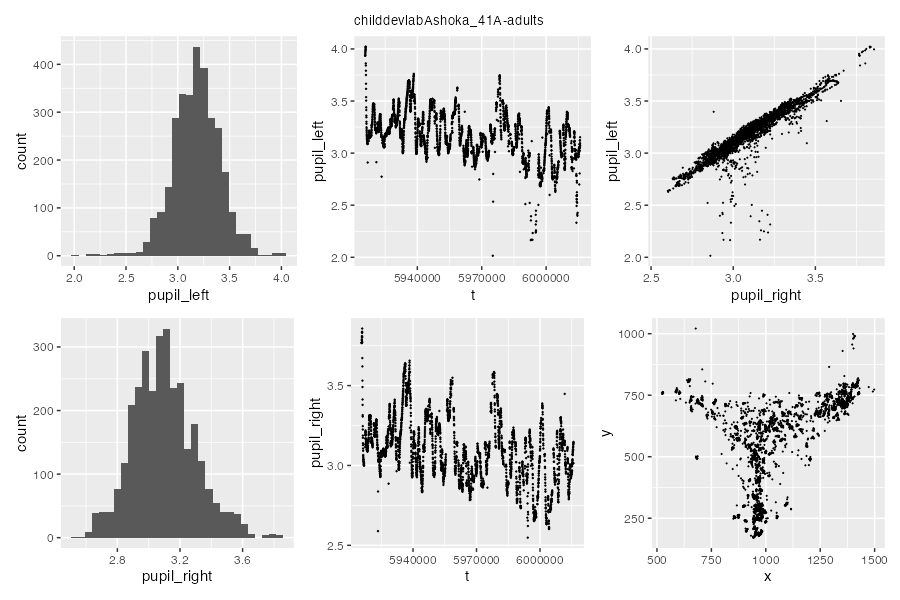 childdevlabAshoka_41A-adults
count
400
300
200
100
0
2.0 2.5 3.0 3.5 4.0
pupil_left
pupil_left
4.0
3.5
3.0
2.5
2.0
5940000 5970000 6000000
t
pupil_left
4.0
3.5
3.0
2.5
2.0
2.5 3.0 3.5
pupil_right
count
300
200
100
0
2.8 3.2 3.6
pupil_right
pupil_right
3.5
3.0
2.5
5940000 5970000 6000000
t
y
1000
750
500
250
500 750 1000 1250 1500
x